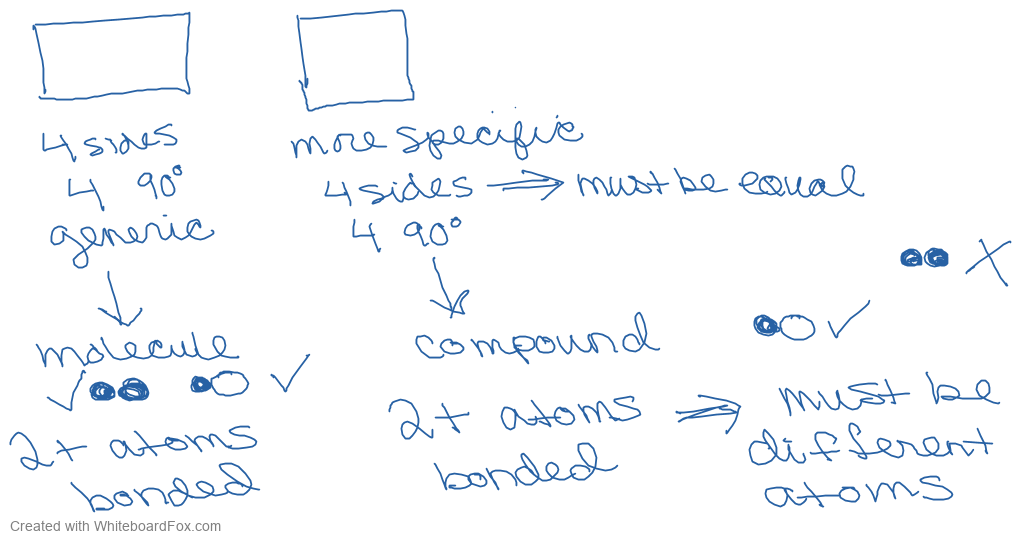 4 sides
4 90°
generic
molecule
2+ atoms
bonded
more specific
4 sides ⇒ must be equal
4 90°
compound
2+ atoms ⇒ must be
bonded
different
atoms
Created with WhiteboardFox.com